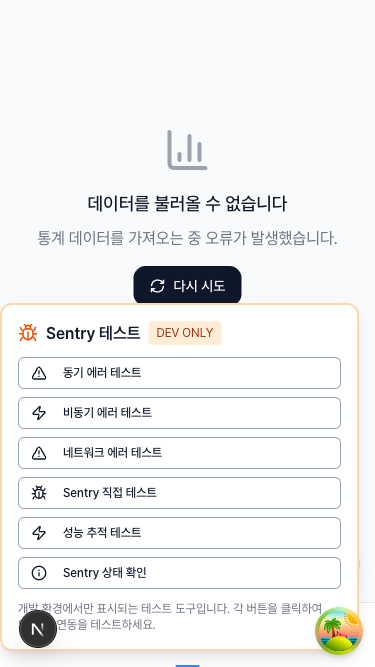 데이터를 불러올 수 없습니다
통계 데이터를 가져오는 중 오류가 발생했습니다.
다시 시도
Sentry 테스트 DEV ONLY
동기 에러 테스트
비동기 에러 테스트
네트워크 에러 테스트
Sentry 직접 테스트
성능 추적 테스트
Sentry 상태 확인
개발 환경에서만 표시되는 테스트 도구입니다. 각 버튼을 클릭하여
연동을 테스트하세요.
N